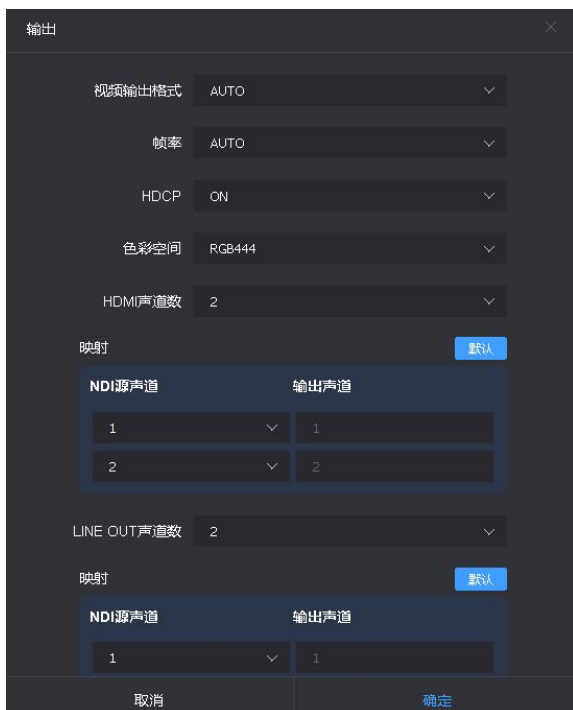 输出
视频输出格式 AUTO
帧率 AUTO
HDCP ON
色彩空间 RGB444
HDMI声道数 2
映射 默认
NDI源声道 输出声道
1 1
2 2
LINE OUT声道数 2
映射 默认
NDI源声道 输出声道
1 1
取消 确定